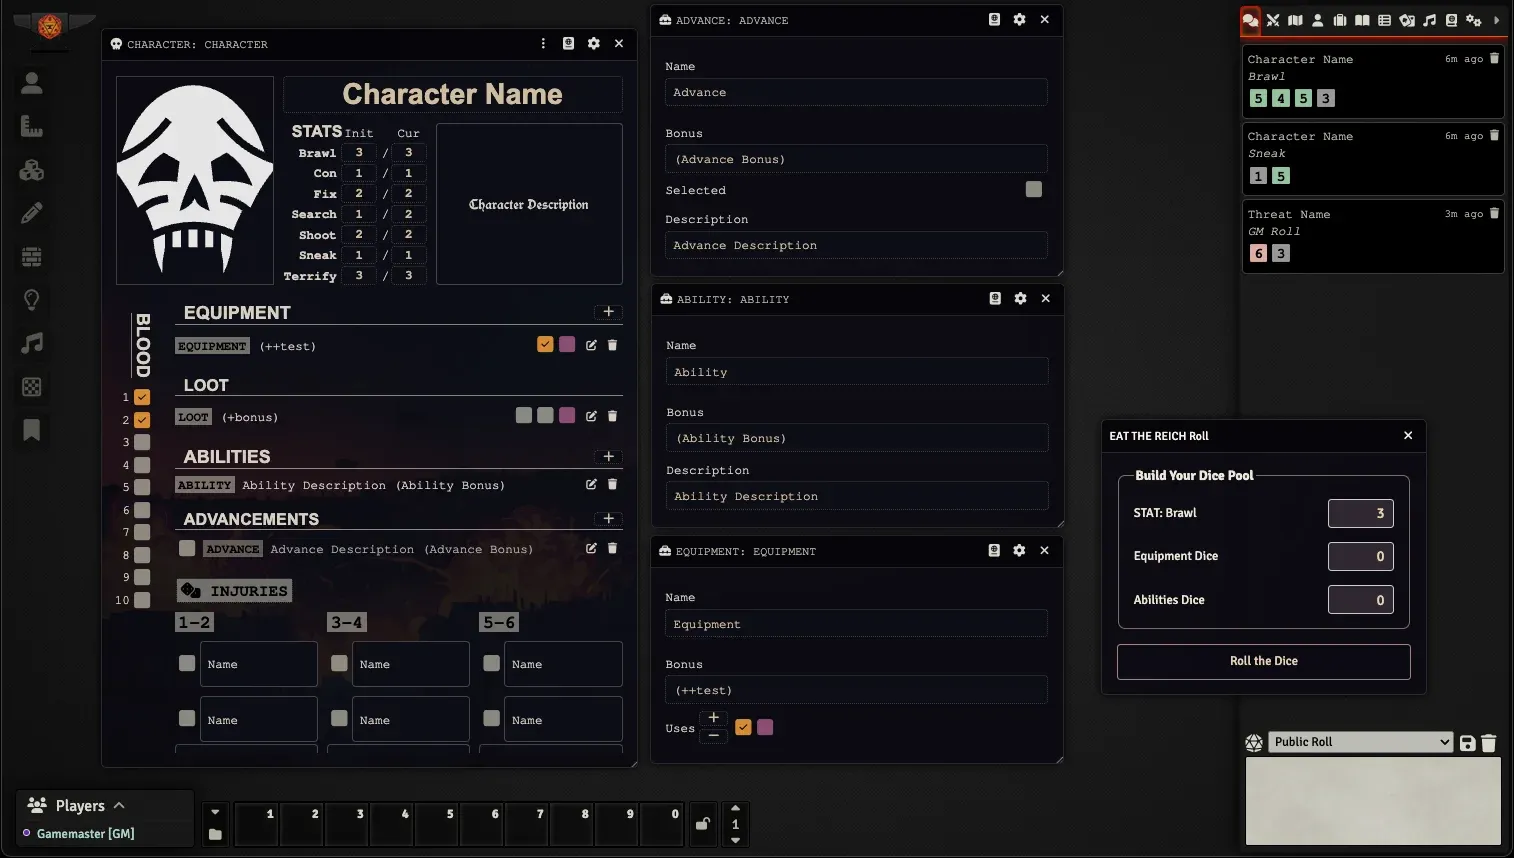 CHARACTER: CHARACTER
Character Name
STATS Init Cur
Brawl 3 / 3
Con 1 / 1
Fix 2 / 2
Search 1 / 2
Shoot 2 / 2
Sneak 1 / 1
Terrify 3 / 3
Character Description
BLOOD
1
2
3
4
5
6
7
8
9
10
EQUIPMENT +
EQUIPMENT (++test)
LOOT
LOOT (+bonus)
ABILITIES +
ABILITY Ability Description (Ability Bonus)
ADVANCEMENTS +
ADVANCE Advance Description (Advance Bonus)
INJURIES
1-2 3-4 5-6
Name Name Name
Name Name Name
ADVANCE: ADVANCE
Name
Advance
Bonus
(Advance Bonus)
Selected
Description
Advance Description
ABILITY: ABILITY
Name
Ability
Bonus
(Ability Bonus)
Description
Ability Description
EQUIPMENT: EQUIPMENT
Name
Equipment
Bonus
(++test)
Uses + −
Character Name 6m ago
Brawl
5 4 5 3
Character Name 6m ago
Sneak
1 5
Threat Name 3m ago
GM Roll
6 3
EAT THE REICH Roll
Build Your Dice Pool
STAT: Brawl 3
Equipment Dice 0
Abilities Dice 0
Roll the Dice
Public Roll
Players
Gamemaster [GM]
1 2 3 4 5 6 7 8 9 0
1